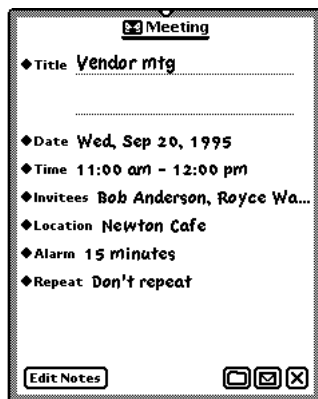 Meeting
Title Vendor mtg
Date Wed, Sep 20, 1995
Time 11:00 am - 12:00 pm
Invitees Bob Anderson, Royce Wa...
Location Newton Cafe
Alarm 15 minutes
Repeat Don't repeat
Edit Notes